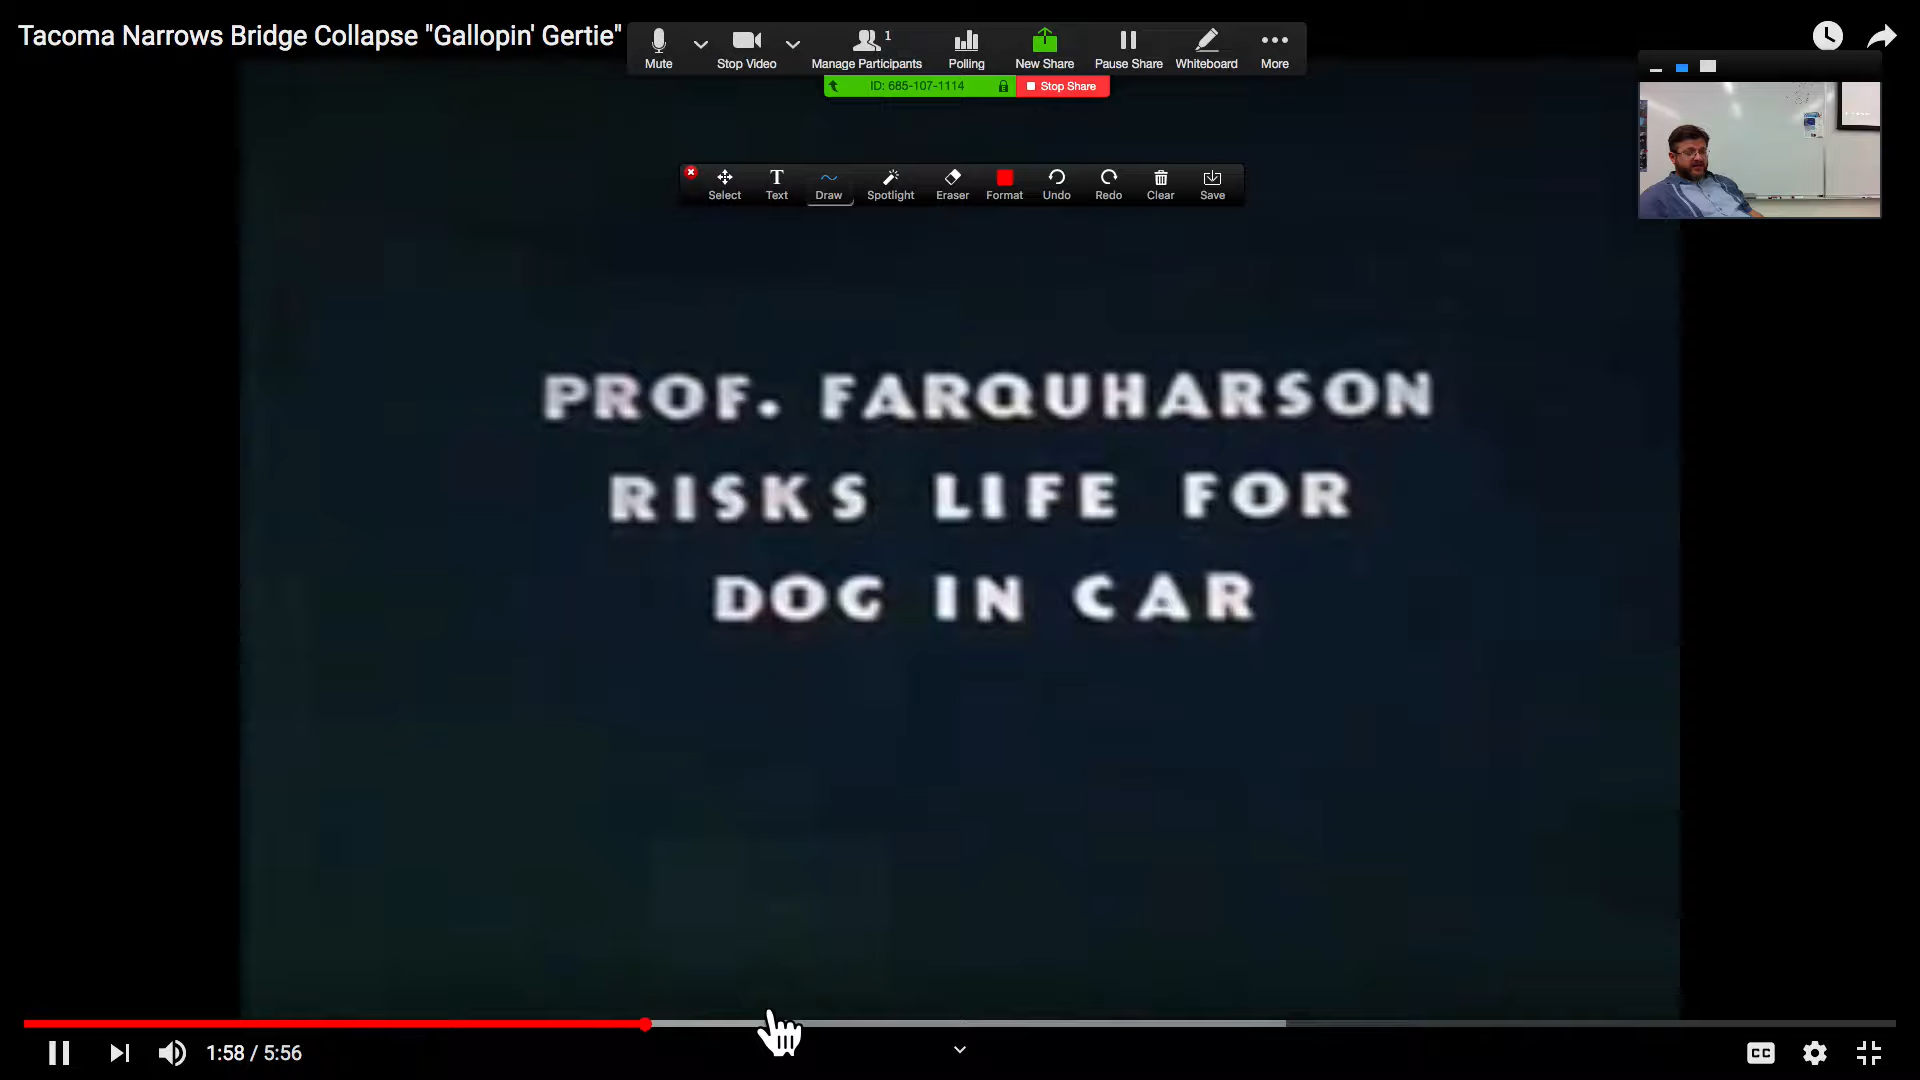 Tacoma Narrows Bridge Collapse "Gallopin' Gertie"
Mute
Stop Video
1
Manage Participants
Polling
New Share
Pause Share
Whiteboard
More
ID: 685-107-1114
Stop Share
Select
T
Text
Draw
Spotlight
Eraser
Format
Undo
Redo
Clear
Save
PROF. FARQUHARSON
RISKS LIFE FOR
DOG IN CAR
1:58 / 5:56
CC